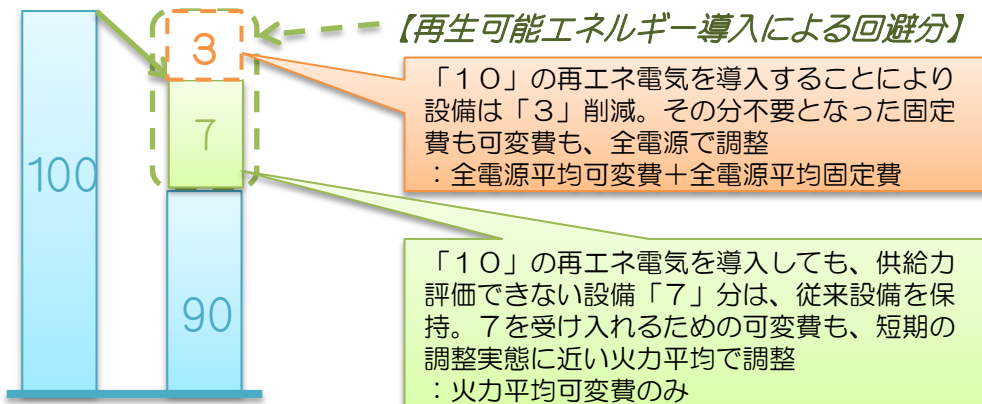 【再生可能エネルギー導入による回避分】
3
「１０」の再エネ電気を導入することにより
設備は「３」削減。その分不要となった固定
費も可変費も、全電源で調整
：全電源平均可変費＋全電源平均固定費
7
100
「１０」の再エネ電気を導入しても、供給力
評価できない設備「７」分は、従来設備を保
持。７を受け入れるための可変費も、短期の
調整実態に近い火力平均で調整
：火力平均可変費のみ
90